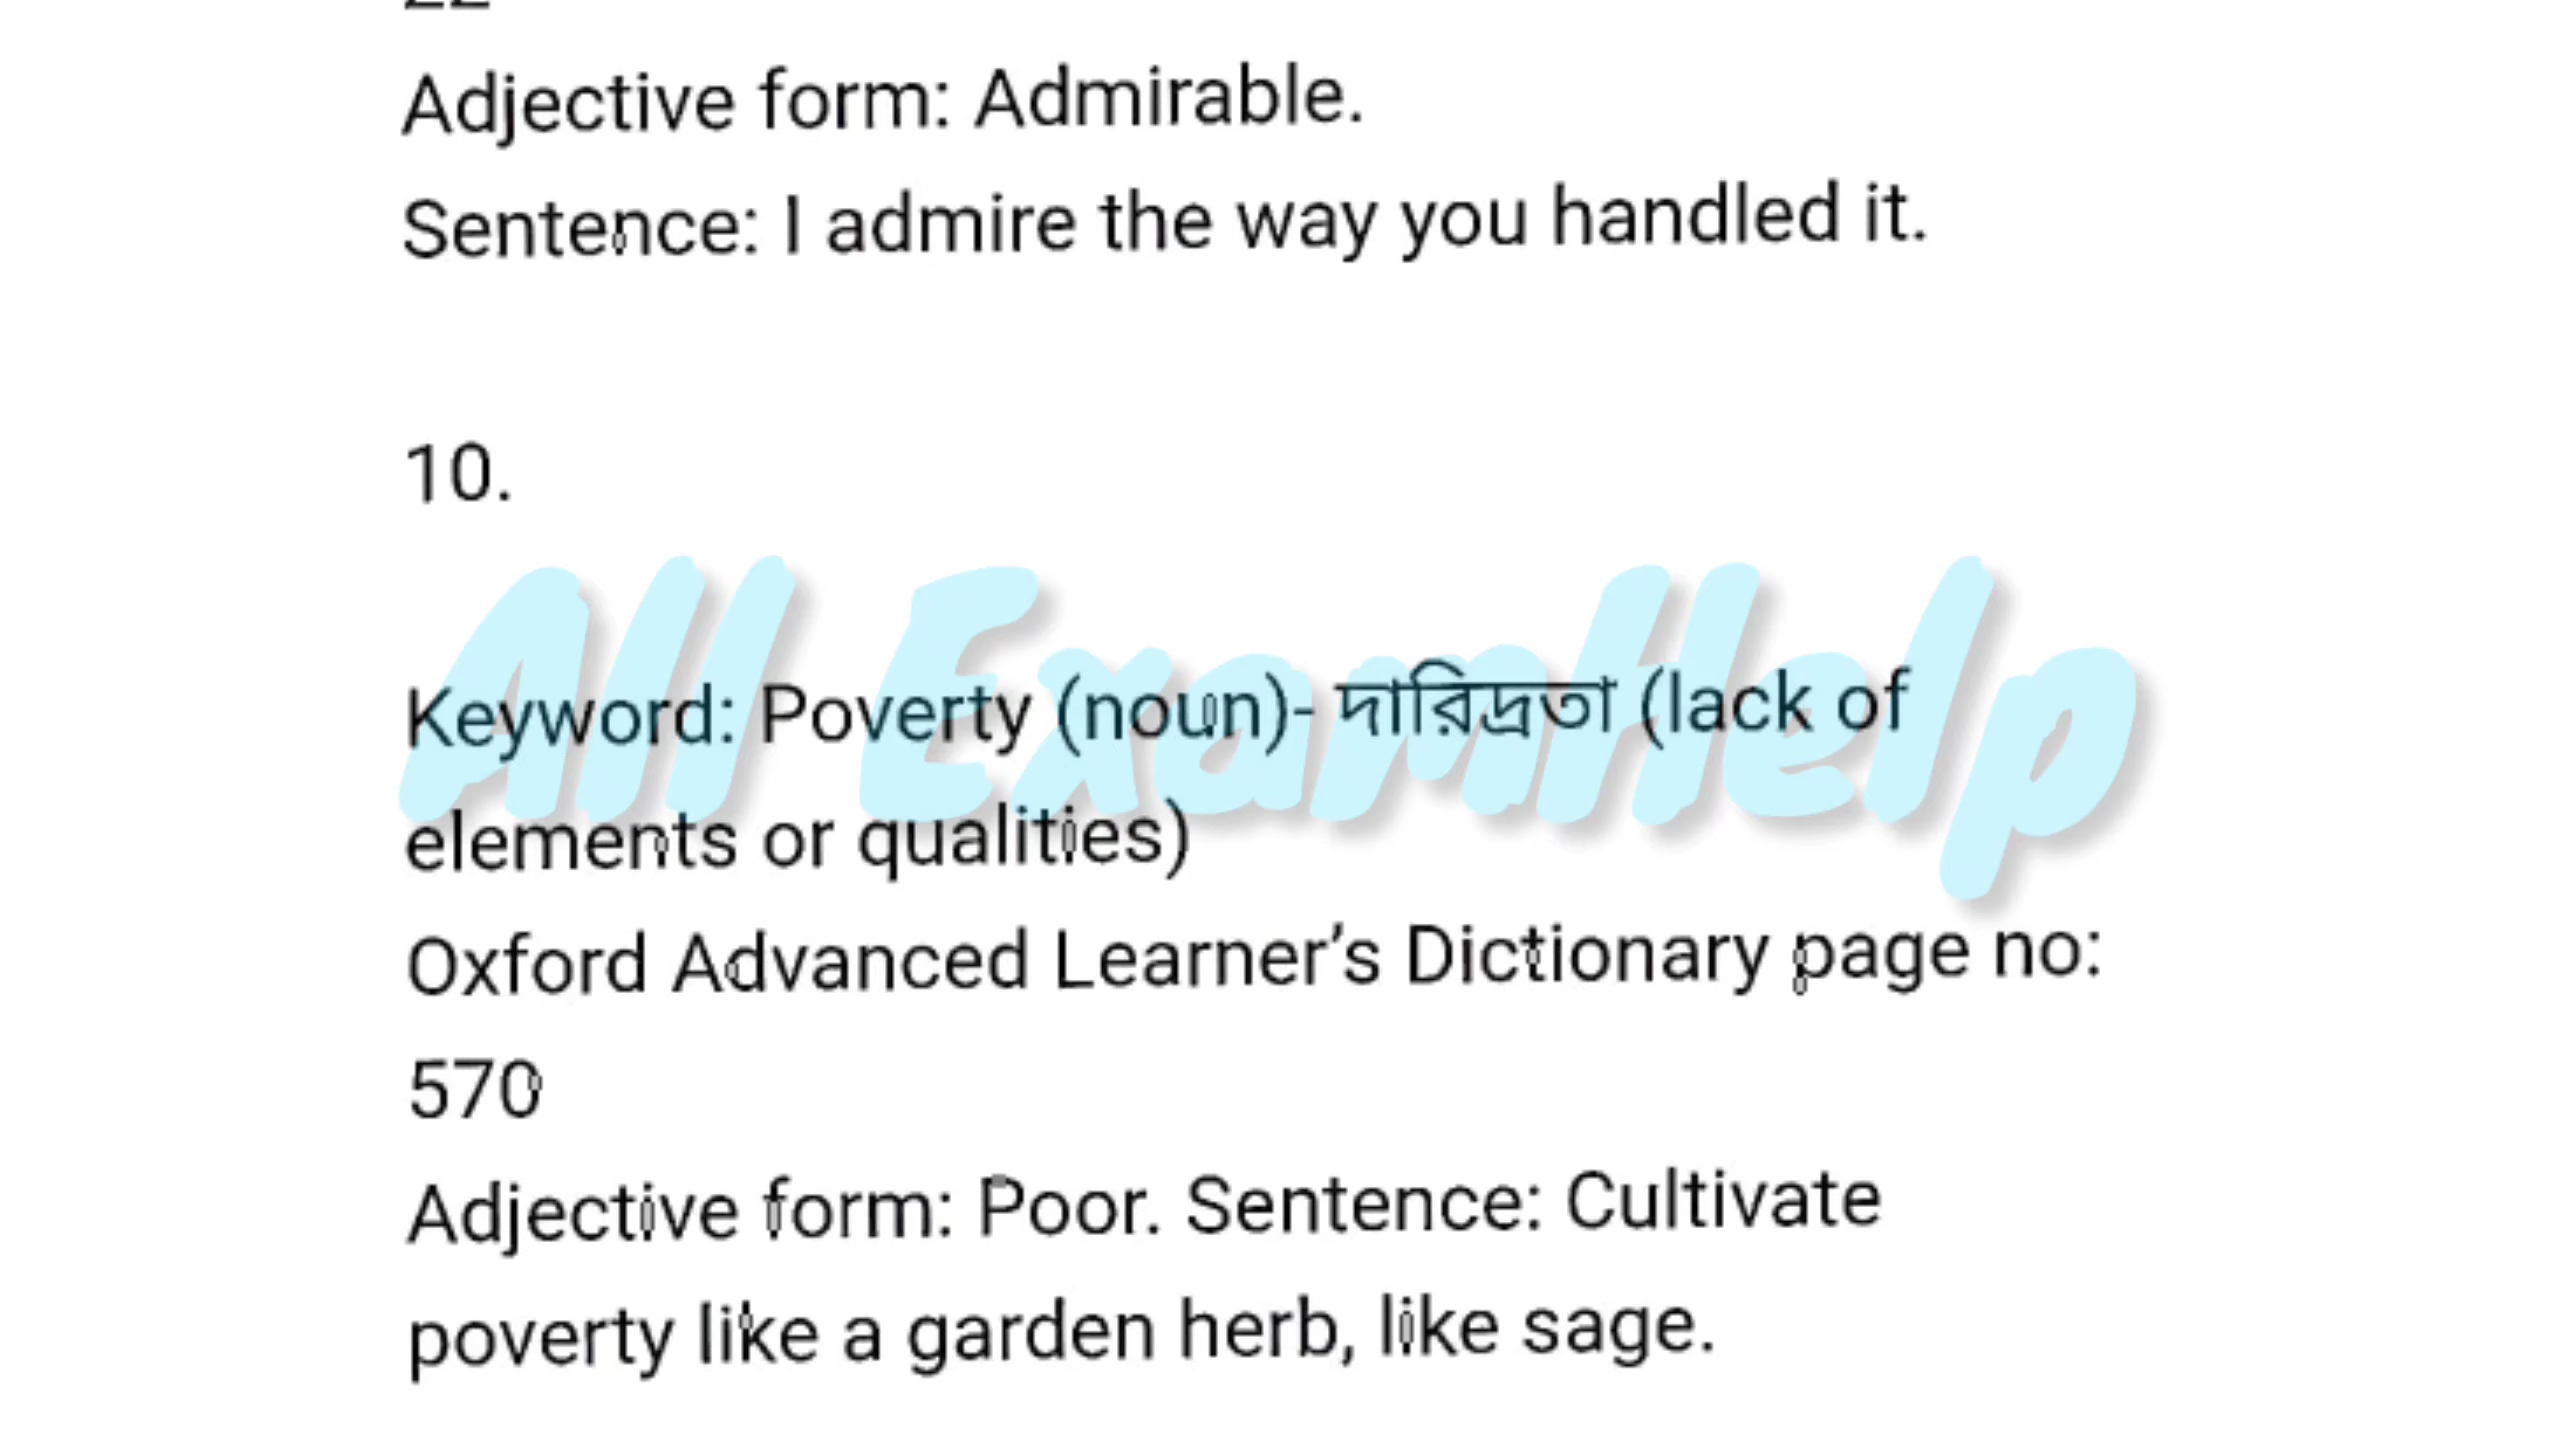 22
Adjective form: Admirable.
Sentence: I admire the way you handled it.
10.
All ExamHelp
Keyword: Poverty (noun)- দারিদ্রতা (lack of
elements or qualities)
Oxford Advanced Learner’s Dictionary page no:
570
Adjective form: Poor. Sentence: Cultivate
poverty like a garden herb, like sage.